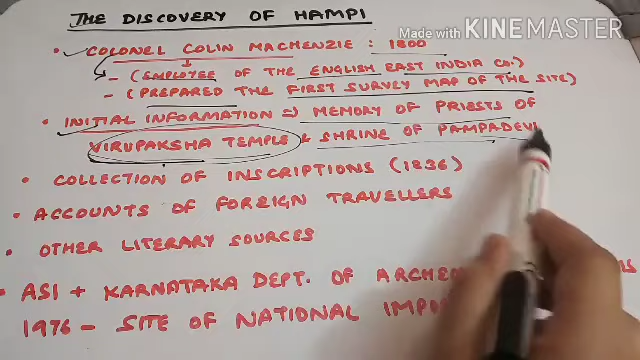 THE DISCOVERY OF HAMPI
Made with KINEMASTER
• COLONEL COLIN MACKENZIE : 1800
- (EMPLOYEE OF THE ENGLISH EAST INDIA CO.)
- (PREPARED THE FIRST SURVEY MAP OF THE SITE)
• INITIAL INFORMATION ⇒ MEMORY OF PRIESTS OF
VIRUPAKSHA TEMPLE & SHRINE OF PAMPADEVI
• COLLECTION OF INSCRIPTIONS (1836)
• ACCOUNTS OF FOREIGN TRAVELLERS
• OTHER LITERARY SOURCES
• ASI + KARNATAKA DEPT. OF
1976 - SITE OF NATIONAL